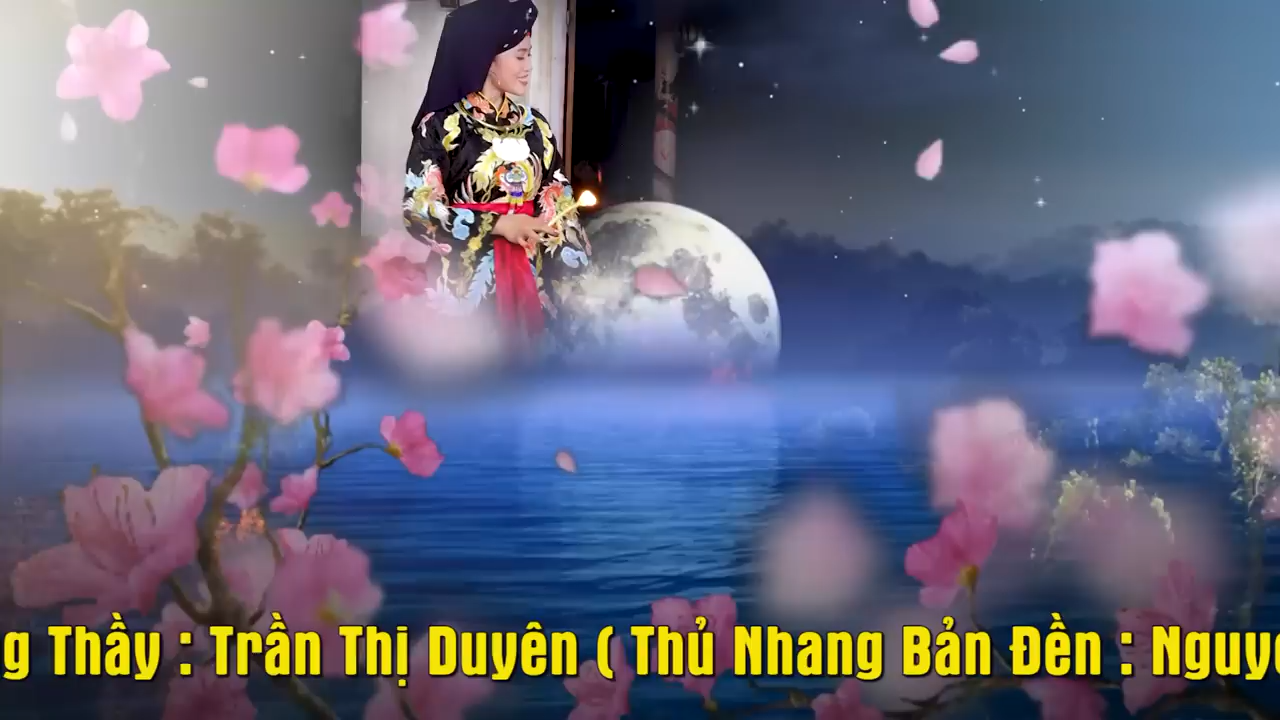 g Thầy : Trần Thị Duyên ( Thủ Nhang Bản Đền : Nguy